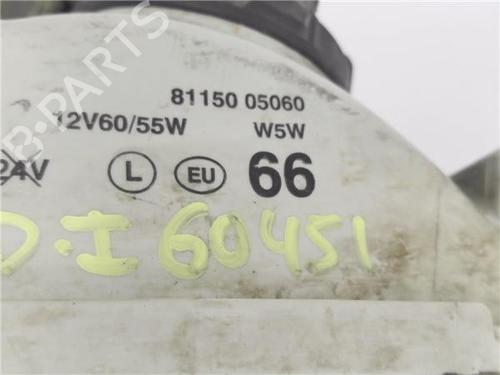 B-PARTS
81150 05060
12V60/55W W5W
24V
L EU 66
D.I 60451